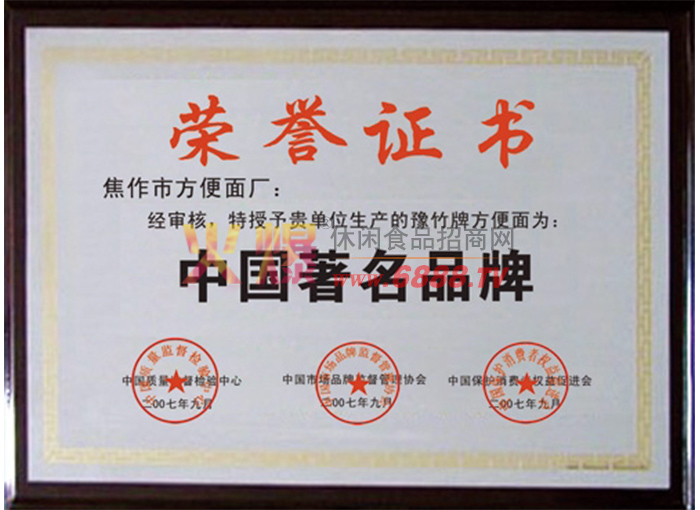 荣誉证书
焦作市方便面厂：
经审核，特授予贵单位生产的豫竹牌方便面为：
火爆 休闲食品招商网
www.6888.TV
中国著名品牌
中国质量监督检验中心 中国市场品牌监督管理协会 中国保护消费者权益促进会
二00七年九月 二00七年九月 二00七年九月